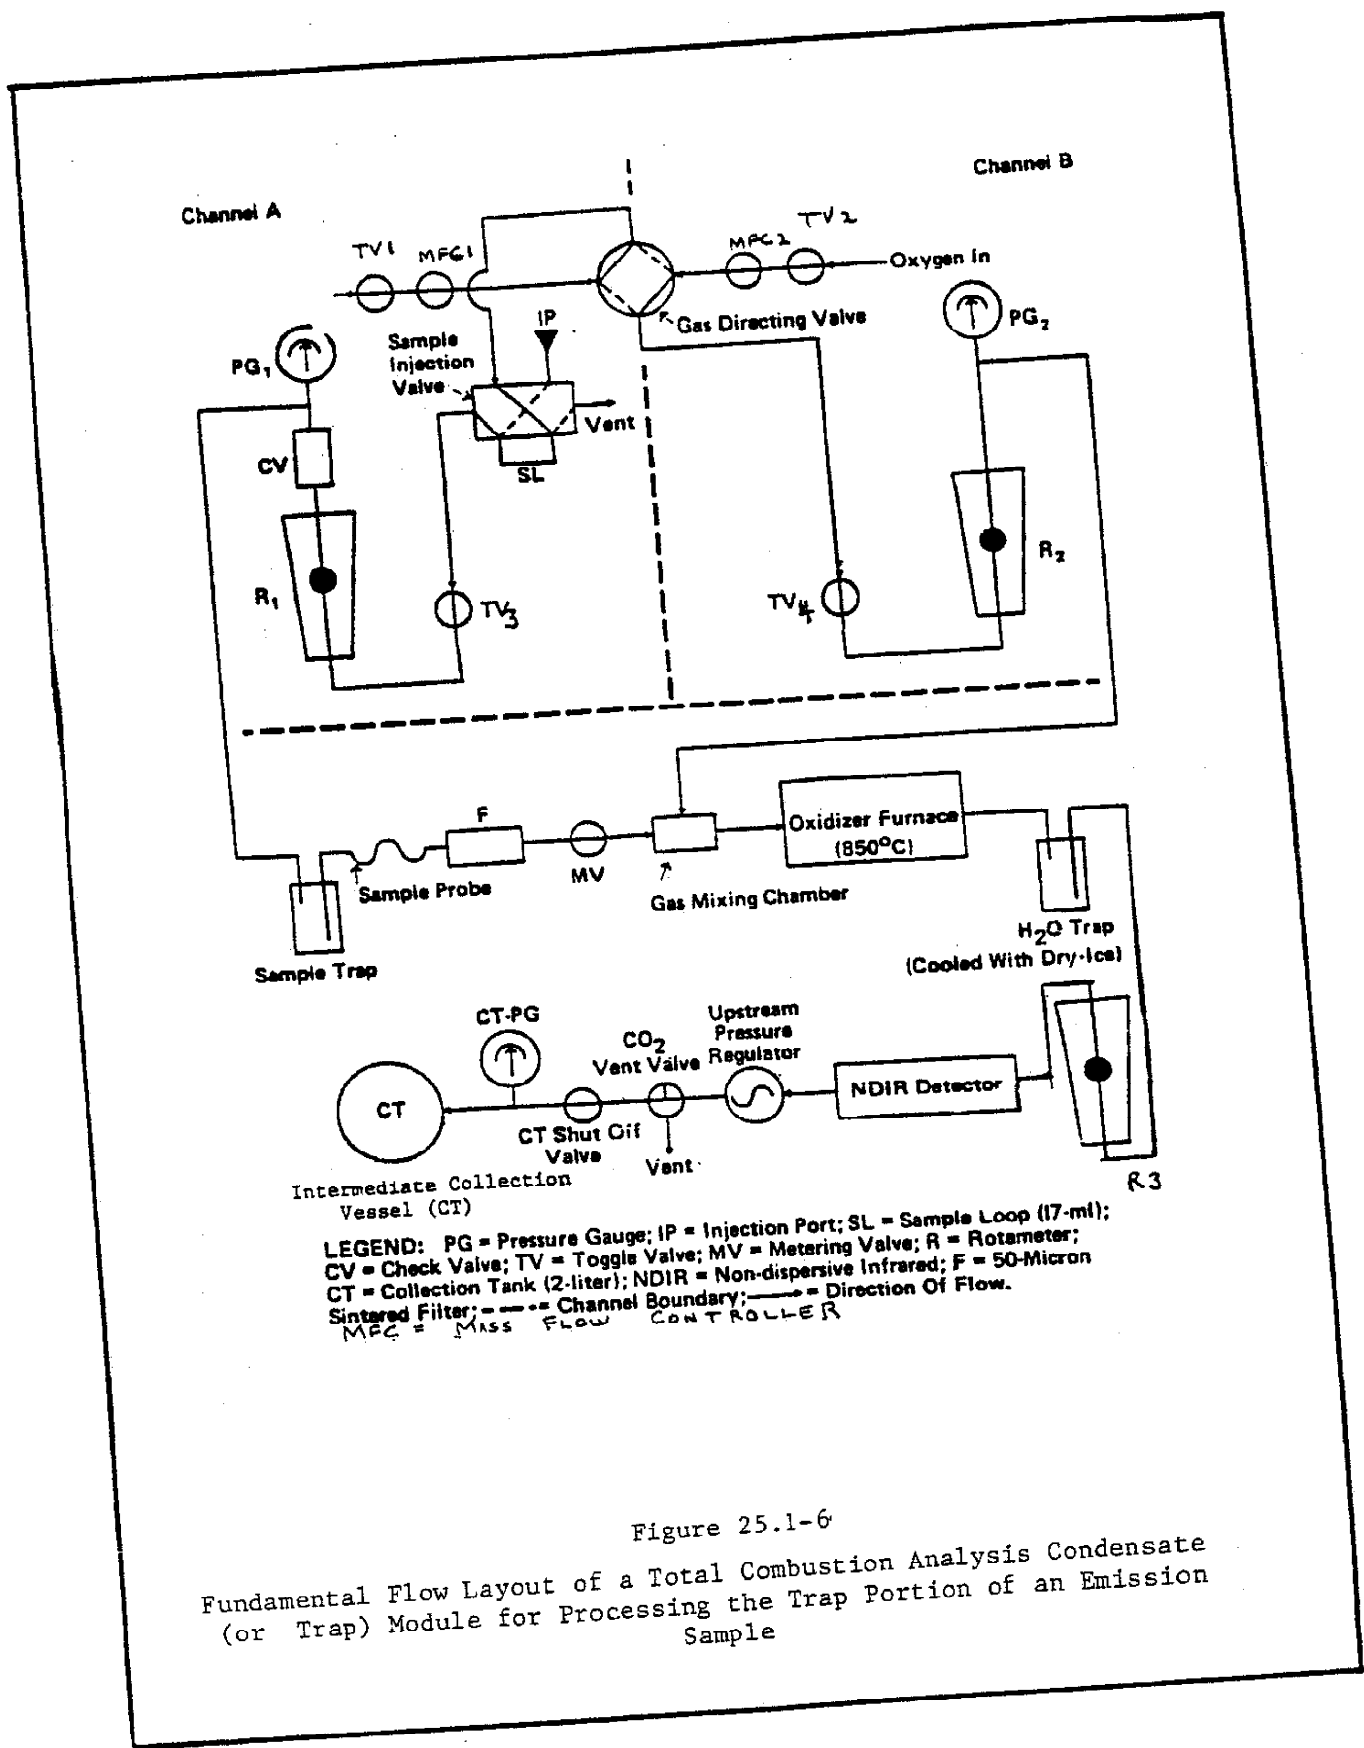 Channel B
Channel A
TV1
MFC1
MFC2
TV2
Oxygen In
Gas Directing Valve
PG2
PG1
Sample
Injection
Valve
IP
Vent
CV
SL
R1
TV3
TV4
R2
F
Oxidizer Furnace
(850°C)
MV
Sample Probe
Gas Mixing Chamber
H2O Trap
(Cooled With Dry-Ice)
Sample Trap
CT-PG
CO2
Vent Valve
Upstream
Pressure
Regulator
NDIR Detector
CT
CT Shut Off
Valve
Vent
R3
Intermediate Collection
Vessel (CT)
LEGEND: PG = Pressure Gauge; IP = Injection Port; SL = Sample Loop (17-ml);
CV = Check Valve; TV = Toggle Valve; MV = Metering Valve; R = Rotameter;
CT = Collection Tank (2-liter); NDIR = Non-dispersive Infrared; F = 50-Micron
Sintered Filter; ---- = Channel Boundary; ——→ = Direction Of Flow.
MFC = MASS FLOW CONTROLLER
Figure 25.1-6
Fundamental Flow Layout of a Total Combustion Analysis Condensate
(or Trap) Module for Processing the Trap Portion of an Emission
Sample